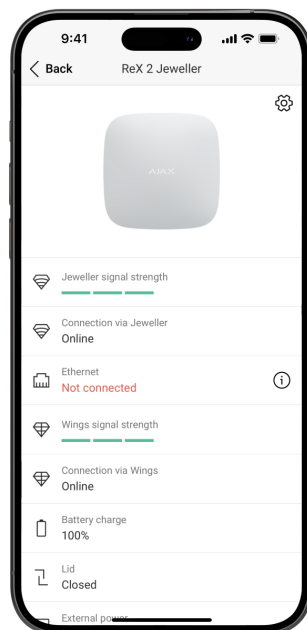 9:41
Back ReX 2 Jeweller
AJAX
Jeweller signal strength
Connection via Jeweller
Online
Ethernet
Not connected
Wings signal strength
Connection via Wings
Online
Battery charge
100%
Lid
Closed
External power